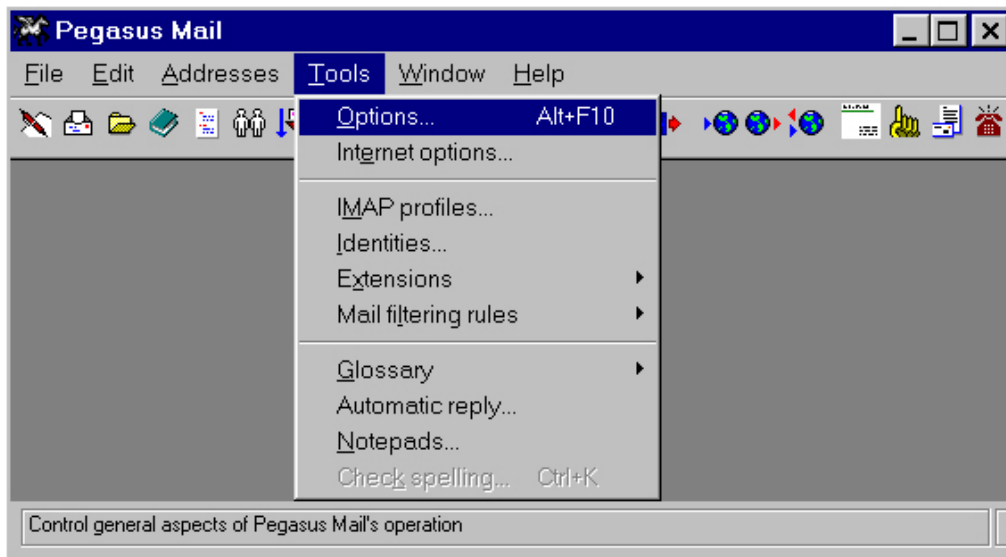 Pegasus Mail
File Edit Addresses Tools Window Help
Options... Alt+F10
Internet options...
IMAP profiles...
Identities...
Extensions
Mail filtering rules
Glossary
Automatic reply...
Notepads...
Check spelling... Ctrl+K
Control general aspects of Pegasus Mail's operation